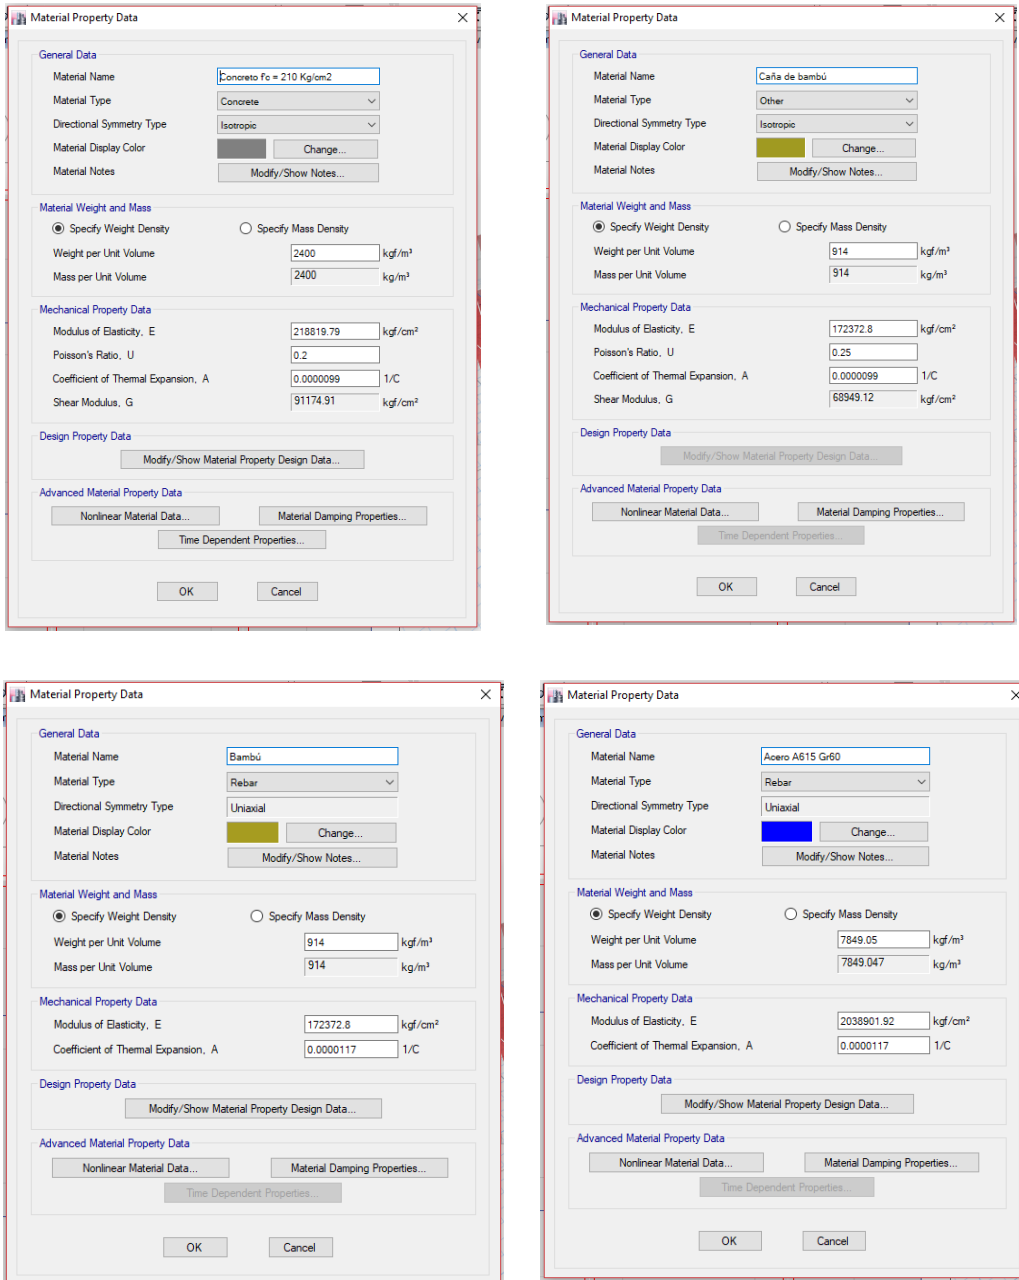 Material Property Data
General Data
Material Name Concreto f'c = 210 Kg/cm2
Material Type Concrete
Directional Symmetry Type Isotropic
Material Display Color Change...
Material Notes Modify/Show Notes...
Material Weight and Mass
Specify Weight Density Specify Mass Density
Weight per Unit Volume 2400 kgf/m³
Mass per Unit Volume 2400 kg/m³
Mechanical Property Data
Modulus of Elasticity, E 218819.79 kgf/cm²
Poisson's Ratio, U 0.2
Coefficient of Thermal Expansion, A 0.0000099 1/C
Shear Modulus, G 91174.91 kgf/cm²
Design Property Data
Modify/Show Material Property Design Data...
Advanced Material Property Data
Nonlinear Material Data... Material Damping Properties...
Time Dependent Properties...
OK Cancel
Material Property Data
General Data
Material Name Caña de bambú
Material Type Other
Directional Symmetry Type Isotropic
Material Display Color Change...
Material Notes Modify/Show Notes...
Material Weight and Mass
Specify Weight Density Specify Mass Density
Weight per Unit Volume 914 kgf/m³
Mass per Unit Volume 914 kg/m³
Mechanical Property Data
Modulus of Elasticity, E 172372.8 kgf/cm²
Poisson's Ratio, U 0.25
Coefficient of Thermal Expansion, A 0.0000099 1/C
Shear Modulus, G 68949.12 kgf/cm²
Design Property Data
Modify/Show Material Property Design Data...
Advanced Material Property Data
Nonlinear Material Data... Material Damping Properties...
Time Dependent Properties...
OK Cancel
Material Property Data
General Data
Material Name Bambú
Material Type Rebar
Directional Symmetry Type Uniaxial
Material Display Color Change...
Material Notes Modify/Show Notes...
Material Weight and Mass
Specify Weight Density Specify Mass Density
Weight per Unit Volume 914 kgf/m³
Mass per Unit Volume 914 kg/m³
Mechanical Property Data
Modulus of Elasticity, E 172372.8 kgf/cm²
Coefficient of Thermal Expansion, A 0.0000117 1/C
Design Property Data
Modify/Show Material Property Design Data...
Advanced Material Property Data
Nonlinear Material Data... Material Damping Properties...
Time Dependent Properties...
OK Cancel
Material Property Data
General Data
Material Name Acero A615 Gr60
Material Type Rebar
Directional Symmetry Type Uniaxial
Material Display Color Change...
Material Notes Modify/Show Notes...
Material Weight and Mass
Specify Weight Density Specify Mass Density
Weight per Unit Volume 7849.05 kgf/m³
Mass per Unit Volume 7849.047 kg/m³
Mechanical Property Data
Modulus of Elasticity, E 2038901.92 kgf/cm²
Coefficient of Thermal Expansion, A 0.0000117 1/C
Design Property Data
Modify/Show Material Property Design Data...
Advanced Material Property Data
Nonlinear Material Data... Material Damping Properties...
Time Dependent Properties...
OK Cancel